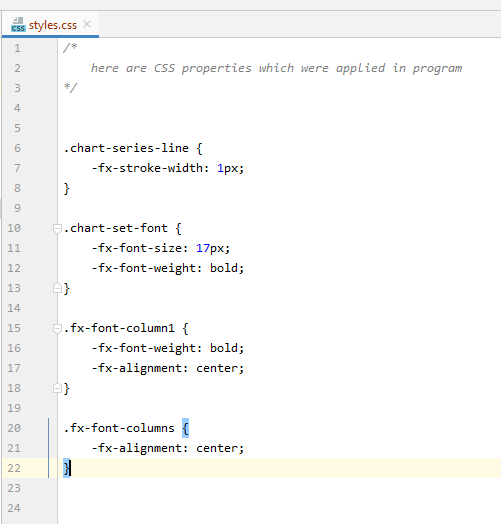 CSS styles.css
1 /*
2 here are CSS properties which were applied in program
3 */
4
5
6 .chart-series-line {
7 -fx-stroke-width: 1px;
8 }
9
10 .chart-set-font {
11 -fx-font-size: 17px;
12 -fx-font-weight: bold;
13 }
14
15 .fx-font-column1 {
16 -fx-font-weight: bold;
17 -fx-alignment: center;
18 }
19
20 .fx-font-columns {
21 -fx-alignment: center;
22 }
23
24